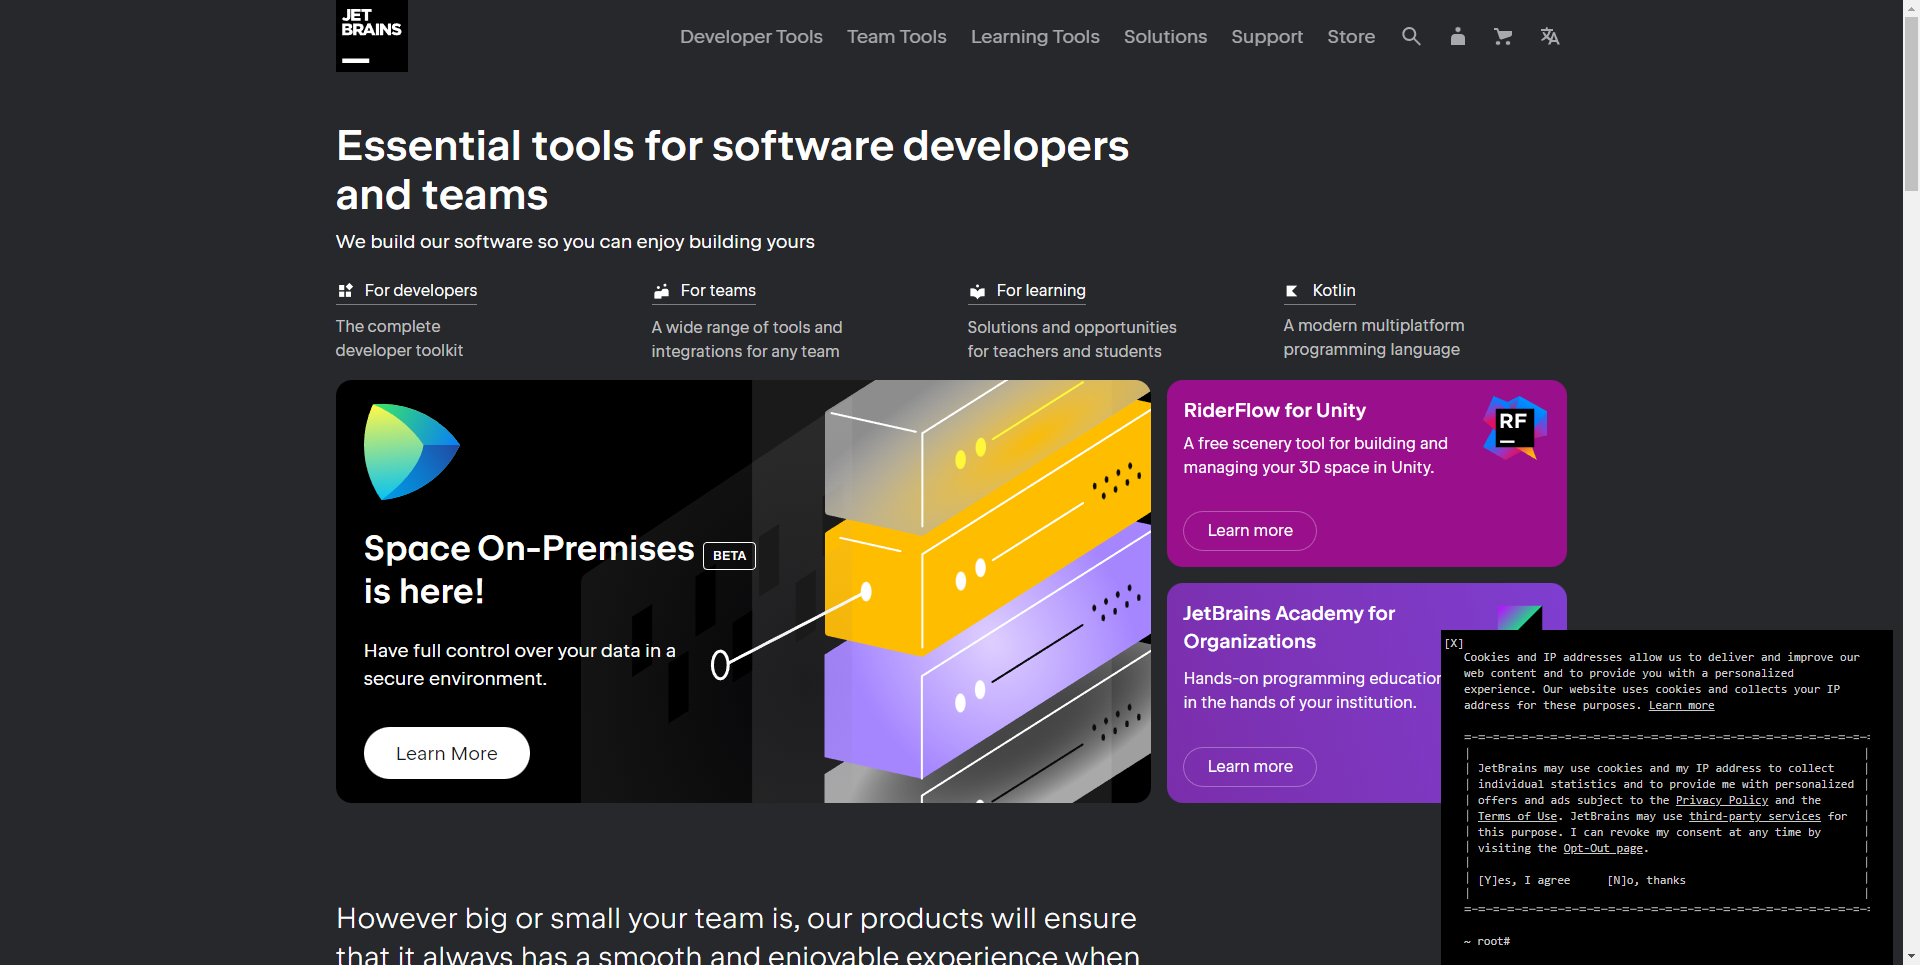 JET
BRAINS
Developer Tools Team Tools Learning Tools Solutions Support Store
Essential tools for software developers
and teams
We build our software so you can enjoy building yours
For developers
The complete
developer toolkit
For teams
A wide range of tools and
integrations for any team
For learning
Solutions and opportunities
for teachers and students
Kotlin
A modern multiplatform
programming language
Space On-Premises BETA
is here!
Have full control over your data in a
secure environment.
Learn More
RiderFlow for Unity
RF
A free scenery tool for building and
managing your 3D space in Unity.
Learn more
JetBrains Academy for
Organizations
Hands-on programming education
in the hands of your institution.
Learn more
[X]
Cookies and IP addresses allow us to deliver and improve our
web content and to provide you with a personalized
experience. Our website uses cookies and collects your IP
address for these purposes. Learn more
JetBrains may use cookies and my IP address to collect
individual statistics and to provide me with personalized
offers and ads subject to the Privacy Policy and the
Terms of Use. JetBrains may use third-party services for
this purpose. I can revoke my consent at any time by
visiting the Opt-Out page.
[Y]es, I agree [N]o, thanks
~ root#
However big or small your team is, our products will ensure
that it always has a smooth and enjoyable experience when